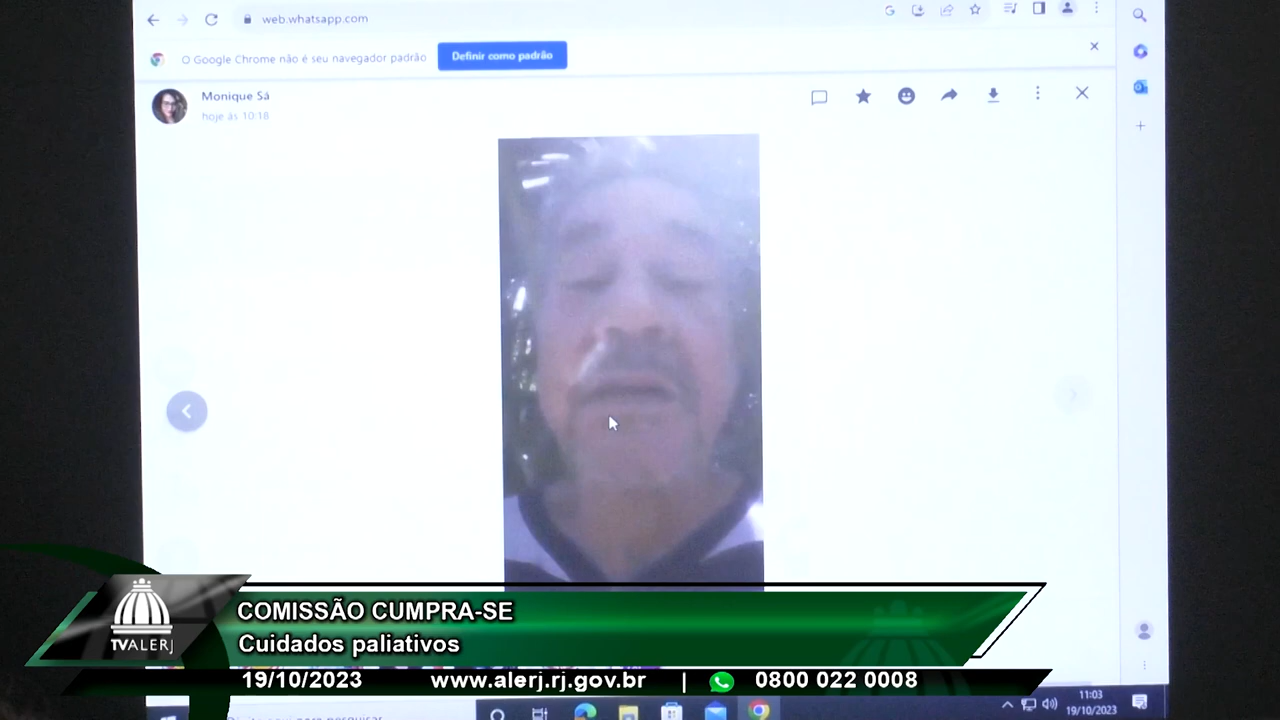 web.whatsapp.com
O Google Chrome não é seu navegador padrão
Definir como padrão
Monique Sá
hoje às 10:18
COMISSÃO CUMPRA-SE
Cuidados paliativos
TVALERJ
19/10/2023 www.alerj.rj.gov.br | 0800 022 0008
11:03
19/10/2023